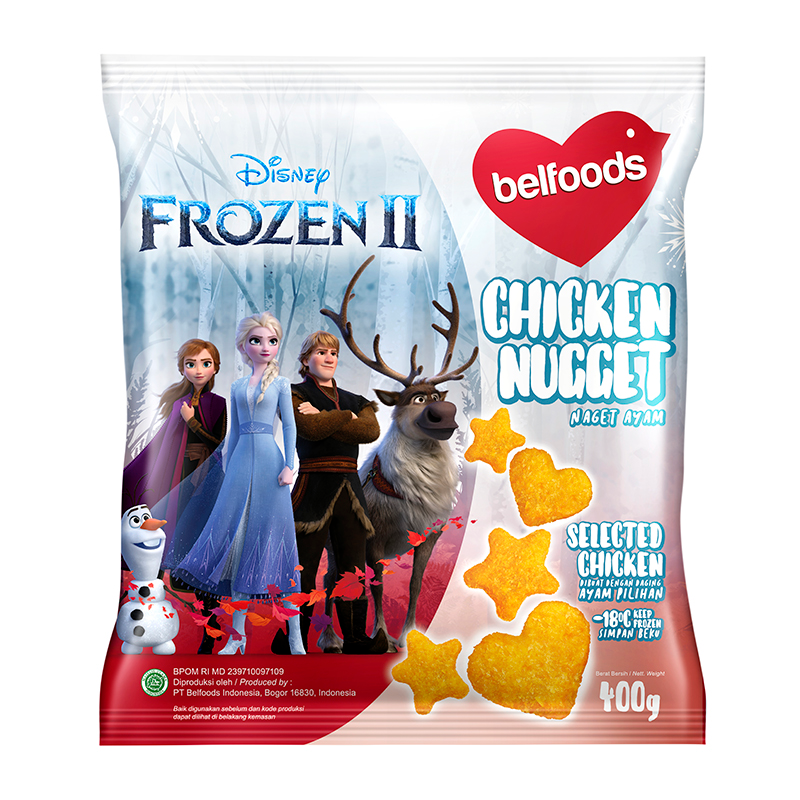 Disney
FROZEN II
belfoods
CHICKEN
NUGGET
NAGET AYAM
SELECTED
CHICKEN
DIBUAT DENGAN DAGING
AYAM PILIHAN
-18°C KEEP
FROZEN
SIMPAN BEKU
BPOM RI MD 239710097109
Diproduksi oleh / Produced by :
PT Belfoods Indonesia, Bogor 16830, Indonesia
Baik digunakan sebelum dan kode produksi
dapat dilihat di belakang kemasan
Berat Bersih / Nett. Weight
400g